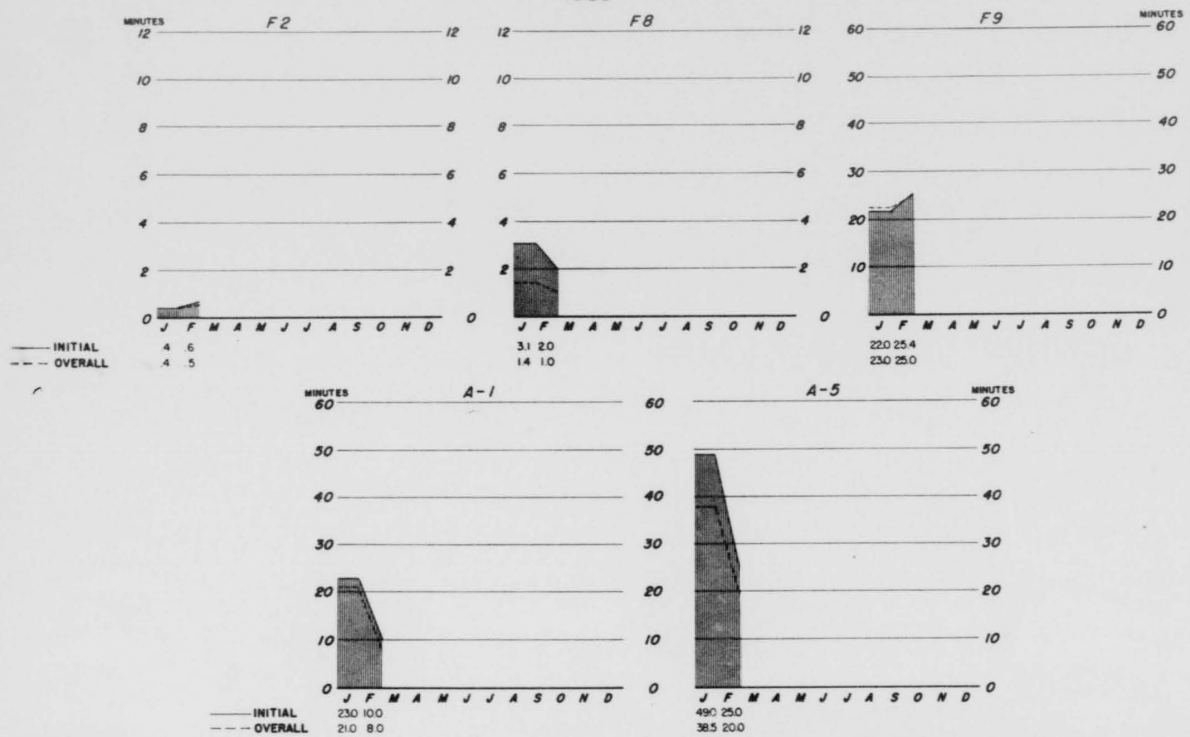 MINUTES F2 F8 F9 MINUTES
12 12 12 12 60 60
10 10 10 10 50 50
8 8 8 8 40 40
6 6 6 6 30 30
4 4 4 4 20 20
2 2 2 2 10 10
0 0 0 0
J F M A M J J A S O N D J F M A M J J A S O N D J F M A M J J A S O N D
INITIAL .4 .6 3.1 2.0 22.0 25.4
OVERALL .4 .5 1.4 1.0 23.0 25.0
MINUTES A-1 A-5 MINUTES
60 60 60
50 50 50
40 40 40
30 30 30
20 20 20
10 10 10
0 0 0
J F M A M J J A S O N D J F M A M J J A S O N D
INITIAL 23.0 10.0 49.0 25.0
OVERALL 21.0 8.0 38.5 20.0